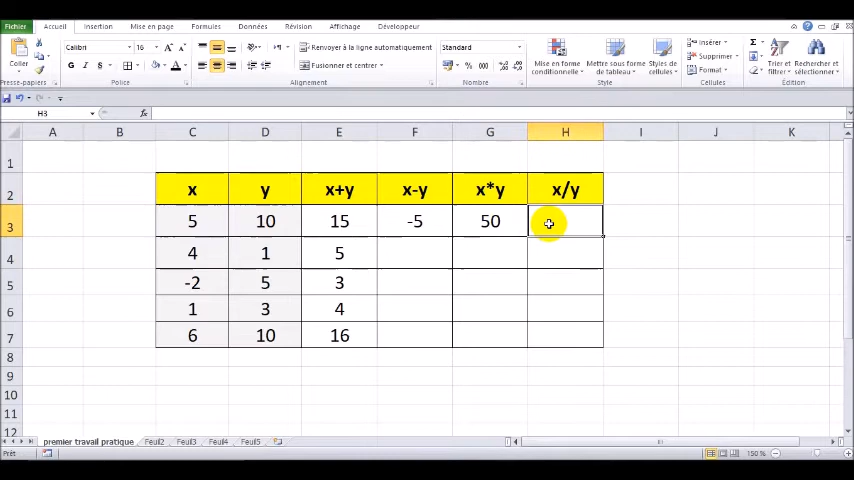 Fichier Accueil Insertion Mise en page Formules Données Révision Affichage Développeur
Coller
Calibri 16 A A
Renvoyer à la ligne automatiquement
Standard
Mise en forme conditionnelle
Mettre sous forme de tableau
Styles de cellules
Insérer
Supprimer
Format
Trier et filtrer
Rechercher et sélectionner
G I S
Fusionner et centrer
% 000
Presse-papiers Police Alignement Nombre Style Cellules Édition
H3 fx
A B C D E F G H I J K
1
2 x y x+y x-y x*y x/y
3 5 10 15 -5 50
4 4 1 5
5 -2 5 3
6 1 3 4
7 6 10 16
8
9
10
11
12
premier travail pratique Feuil2 Feuil3 Feuil4 Feuil5
Prêt 150 %